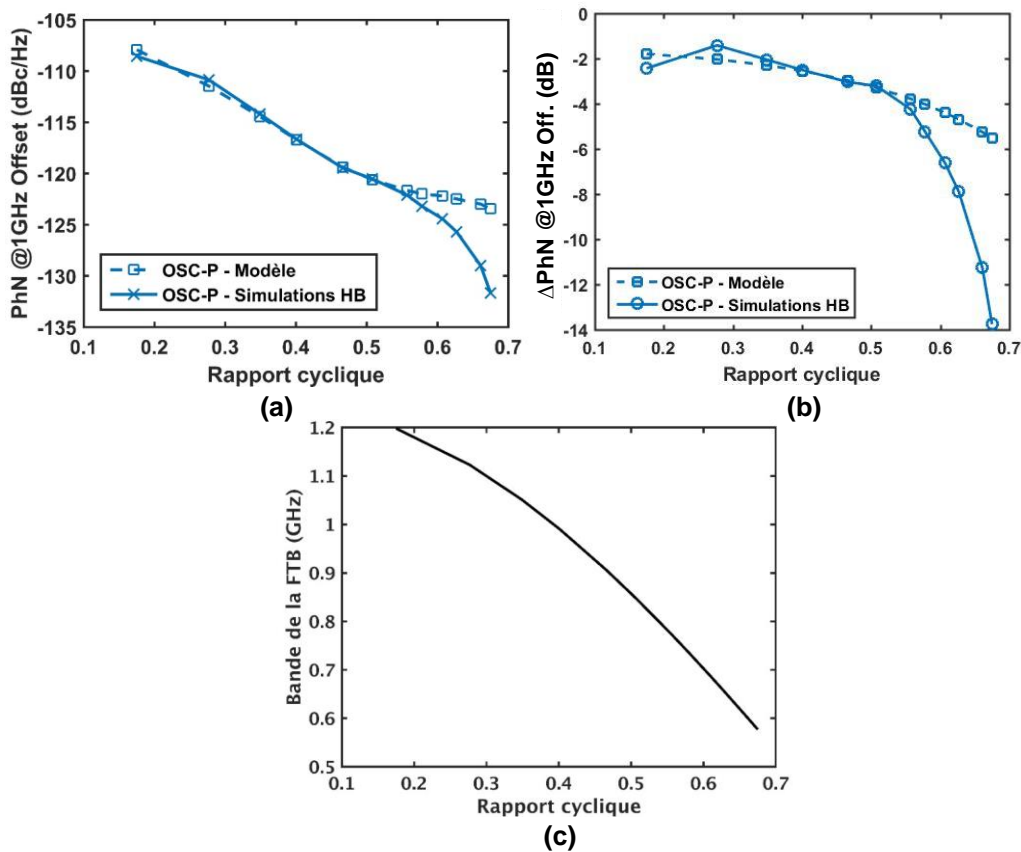 PhN @1GHz Offset (dBc/Hz)
-105
-110
-115
-120
-125
-130
-135
OSC-P - Modèle
OSC-P - Simulations HB
0.1 0.2 0.3 0.4 0.5 0.6 0.7
Rapport cyclique
(a)
ΔPhN @1GHz Off. (dB)
0
-2
-4
-6
-8
-10
-12
-14
OSC-P - Modèle
OSC-P - Simulations HB
0.1 0.2 0.3 0.4 0.5 0.6 0.7
Rapport cyclique
(b)
Bande de la FTB (GHz)
1.2
1.1
1
0.9
0.8
0.7
0.6
0.5
0.1 0.2 0.3 0.4 0.5 0.6 0.7
Rapport cyclique
(c)